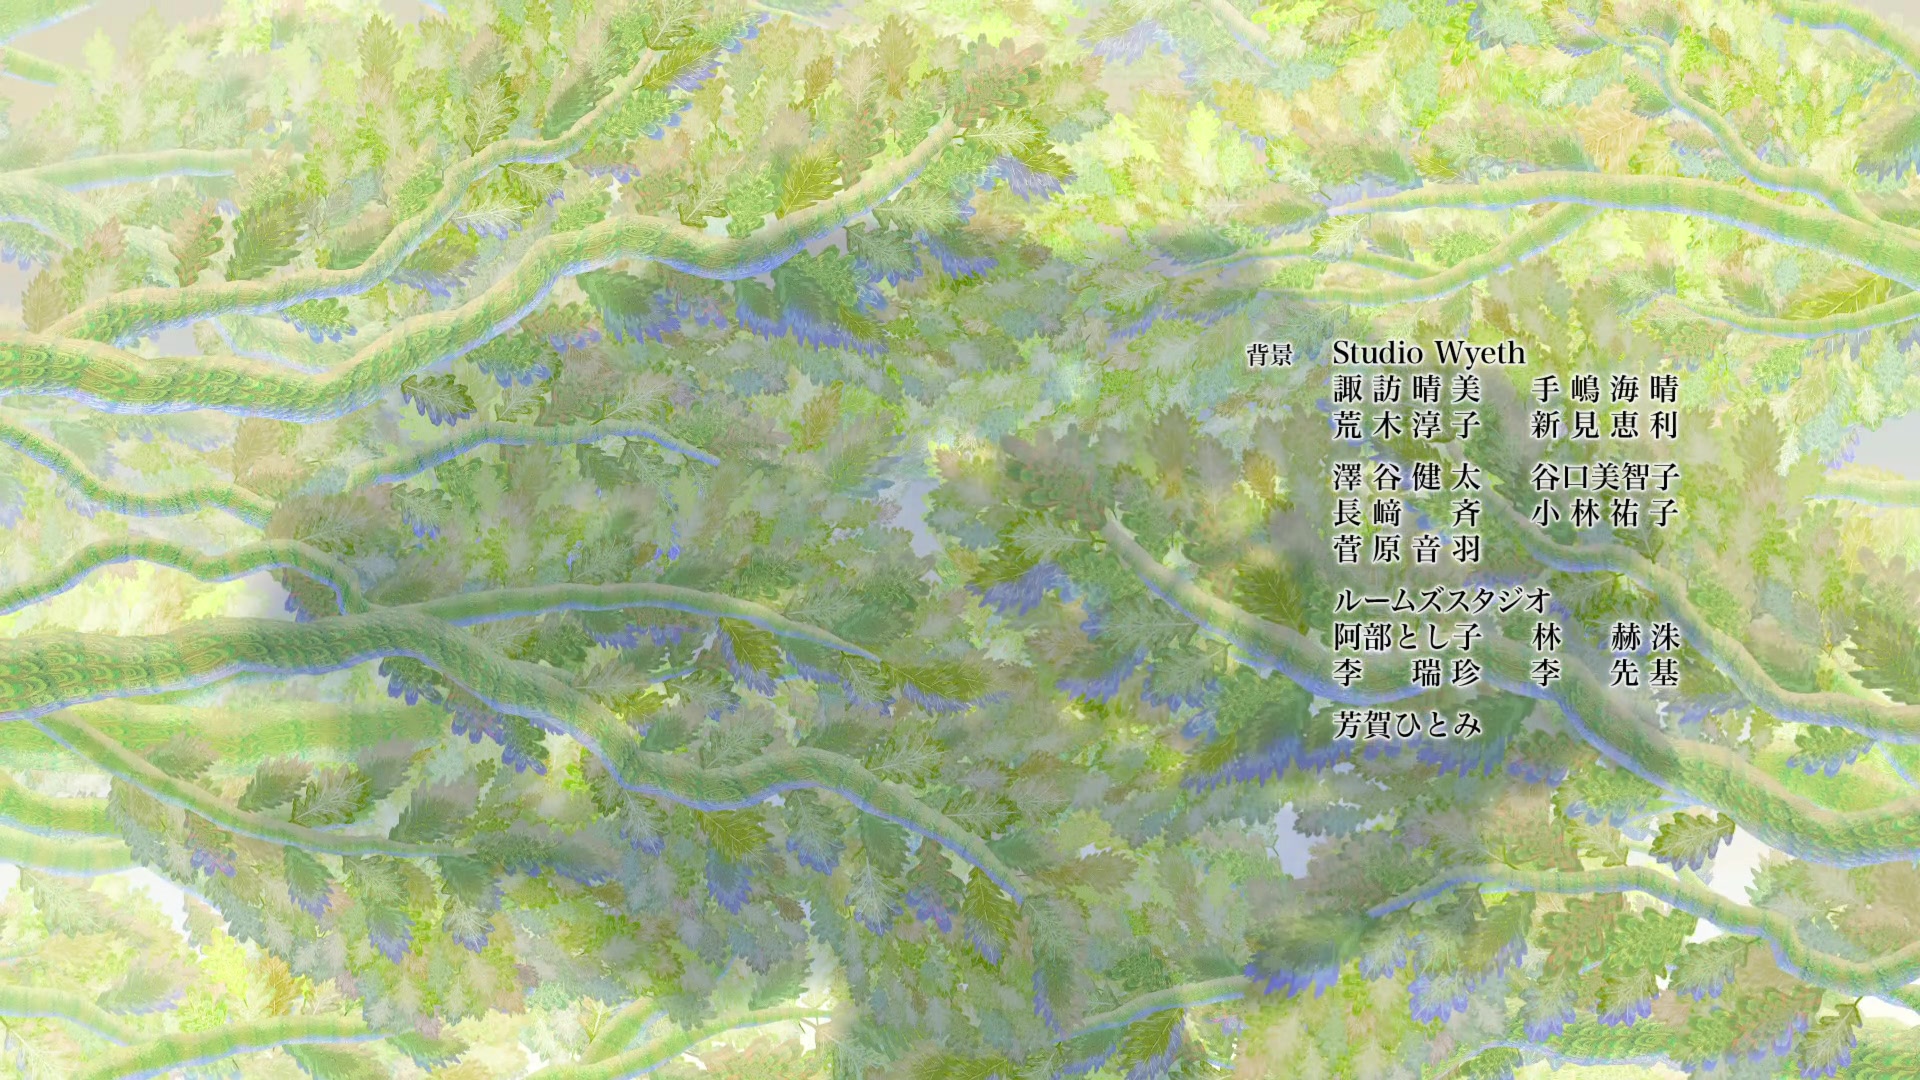 背景 Studio Wyeth
諏訪晴美 手嶋海晴
荒木淳子 新見恵利
澤谷健太 谷口美智子
長﨑 斉 小林祐子
菅原音羽
ルームズスタジオ
阿部とし子 林 赫洙
李 瑞珍 李 先基
芳賀ひとみ